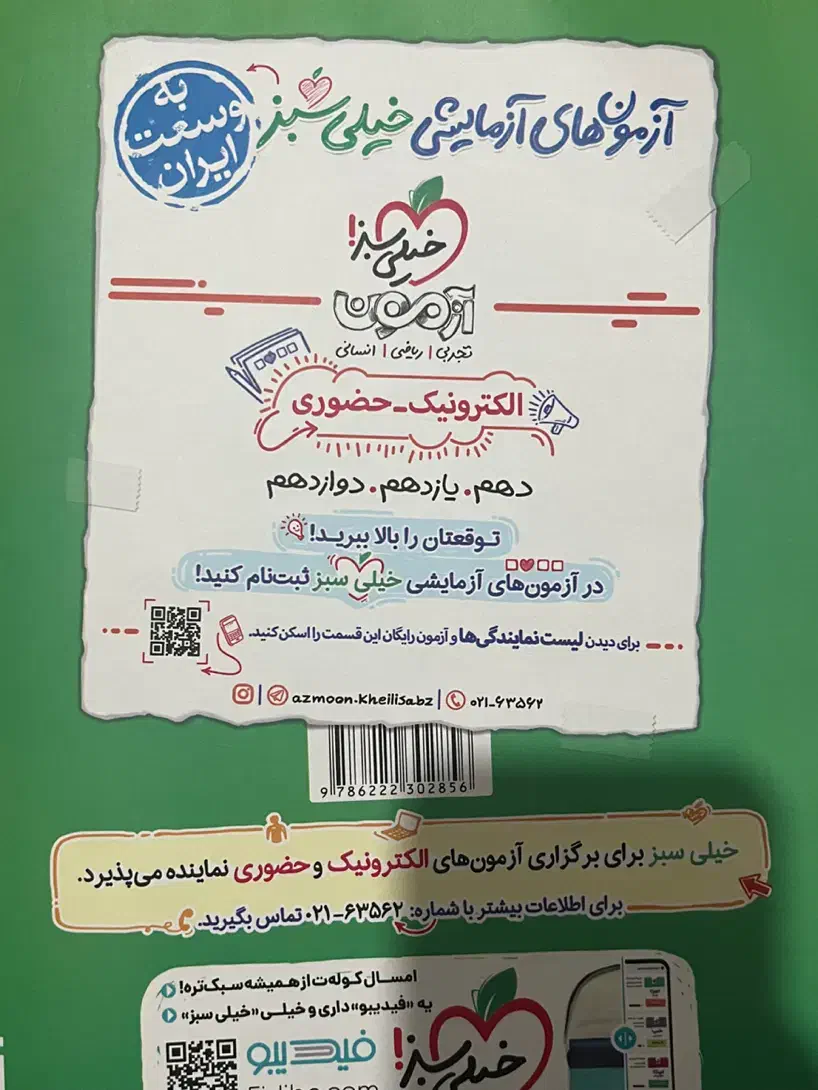 آزمون‌های آزمایشی خیلی سبز
به
وسعت
ایران
خیلی سبز!
آزمون
تجربی | ریاضی | انسانی
الکترونیک-حضوری
دهم. یازدهم. دوازدهم
توقعتان را بالا ببرید!
در آزمون‌های آزمایشی خیلی سبز ثبت‌نام کنید!
برای دیدن لیست نمایندگی‌ها و آزمون رایگان این قسمت را اسکن کنید.
azmoon.kheilisabz | ۰۲۱-۶۳۵۶۲
9 786222 302856
خیلی سبز برای برگزاری آزمون‌های الکترونیک و حضوری نماینده می‌پذیرد.
برای اطلاعات بیشتر با شماره: ۰۲۱-۶۳۵۶۲ تماس بگیرید.
امسال کوله‌ت از همیشه سبک‌تره!
یه «فیدیبو» داری و خیلی «خیلی سبز»
فیدیبو
خیلی سبز!